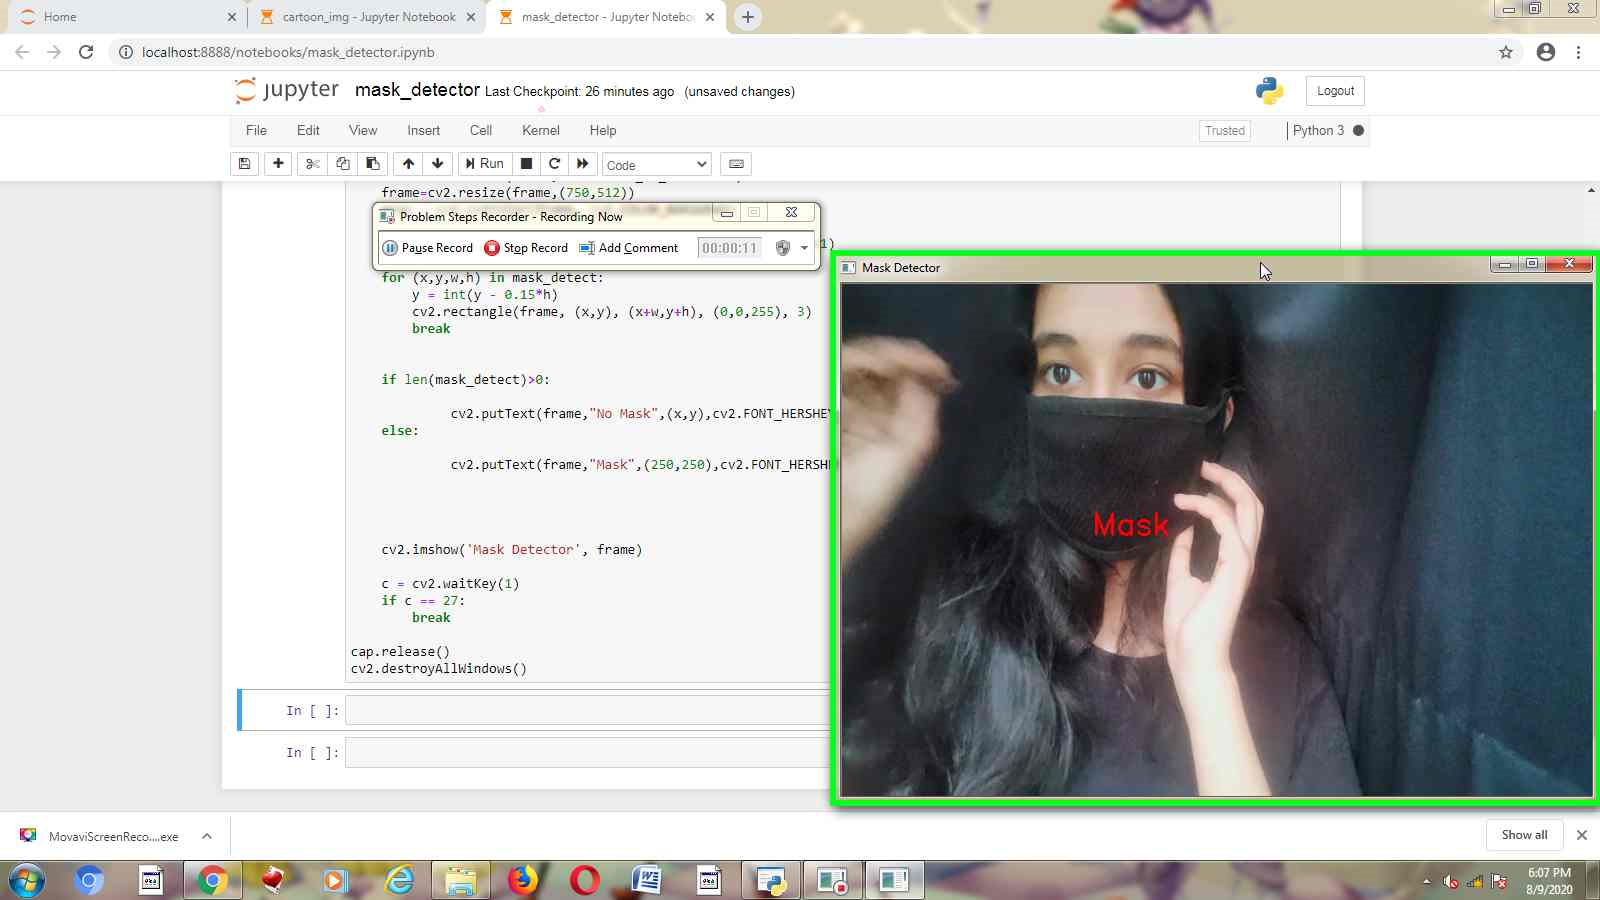 Home
cartoon_img - Jupyter Notebook
mask_detector - Jupyter Notebo
localhost:8888/notebooks/mask_detector.ipynb
jupyter mask_detector Last Checkpoint: 26 minutes ago (unsaved changes)
Logout
File Edit View Insert Cell Kernel Help
Trusted
Python 3
Run
Code
frame=cv2.resize(frame,(750,512))
Problem Steps Recorder - Recording Now
Pause Record Stop Record Add Comment 00:00:11
1)
for (x,y,w,h) in mask_detect:
y = int(y - 0.15*h)
cv2.rectangle(frame, (x,y), (x+w,y+h), (0,0,255), 3)
break
if len(mask_detect)>0:
cv2.putText(frame,"No Mask",(x,y),cv2.FONT_HERSHEY
else:
cv2.putText(frame,"Mask",(250,250),cv2.FONT_HERSHE
cv2.imshow('Mask Detector', frame)
c = cv2.waitKey(1)
if c == 27:
break
cap.release()
cv2.destroyAllWindows()
In [ ]:
In [ ]:
Mask Detector
Mask
MovaviScreenReco....exe
Show all
6:07 PM
8/9/2020